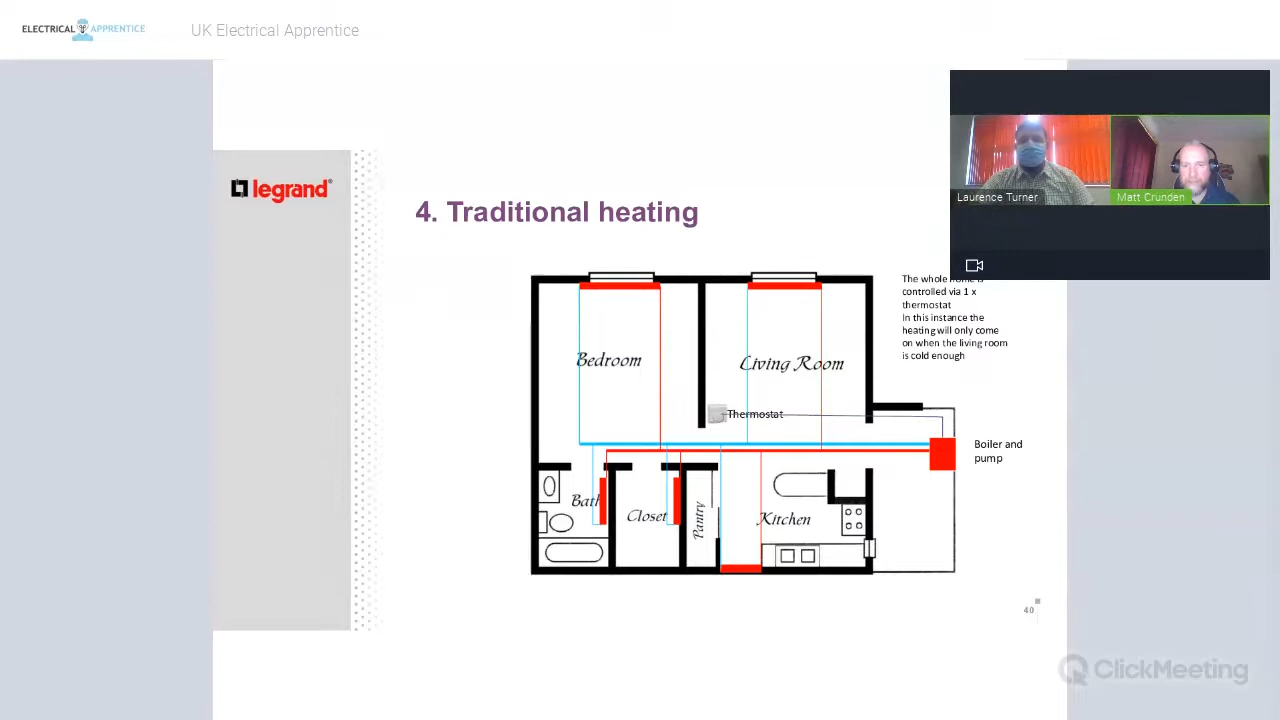 ELECTRICAL APPRENTICE
UK Electrical Apprentice
legrand®
4. Traditional heating
Laurence Turner
Matt Crunden
The whole home is
controlled via 1 x
thermostat
In this instance the
heating will only come
on when the living room
is cold enough
Bedroom
Living Room
Thermostat
Boiler and
pump
Bath
Closet
Pantry
Kitchen
40
ClickMeeting